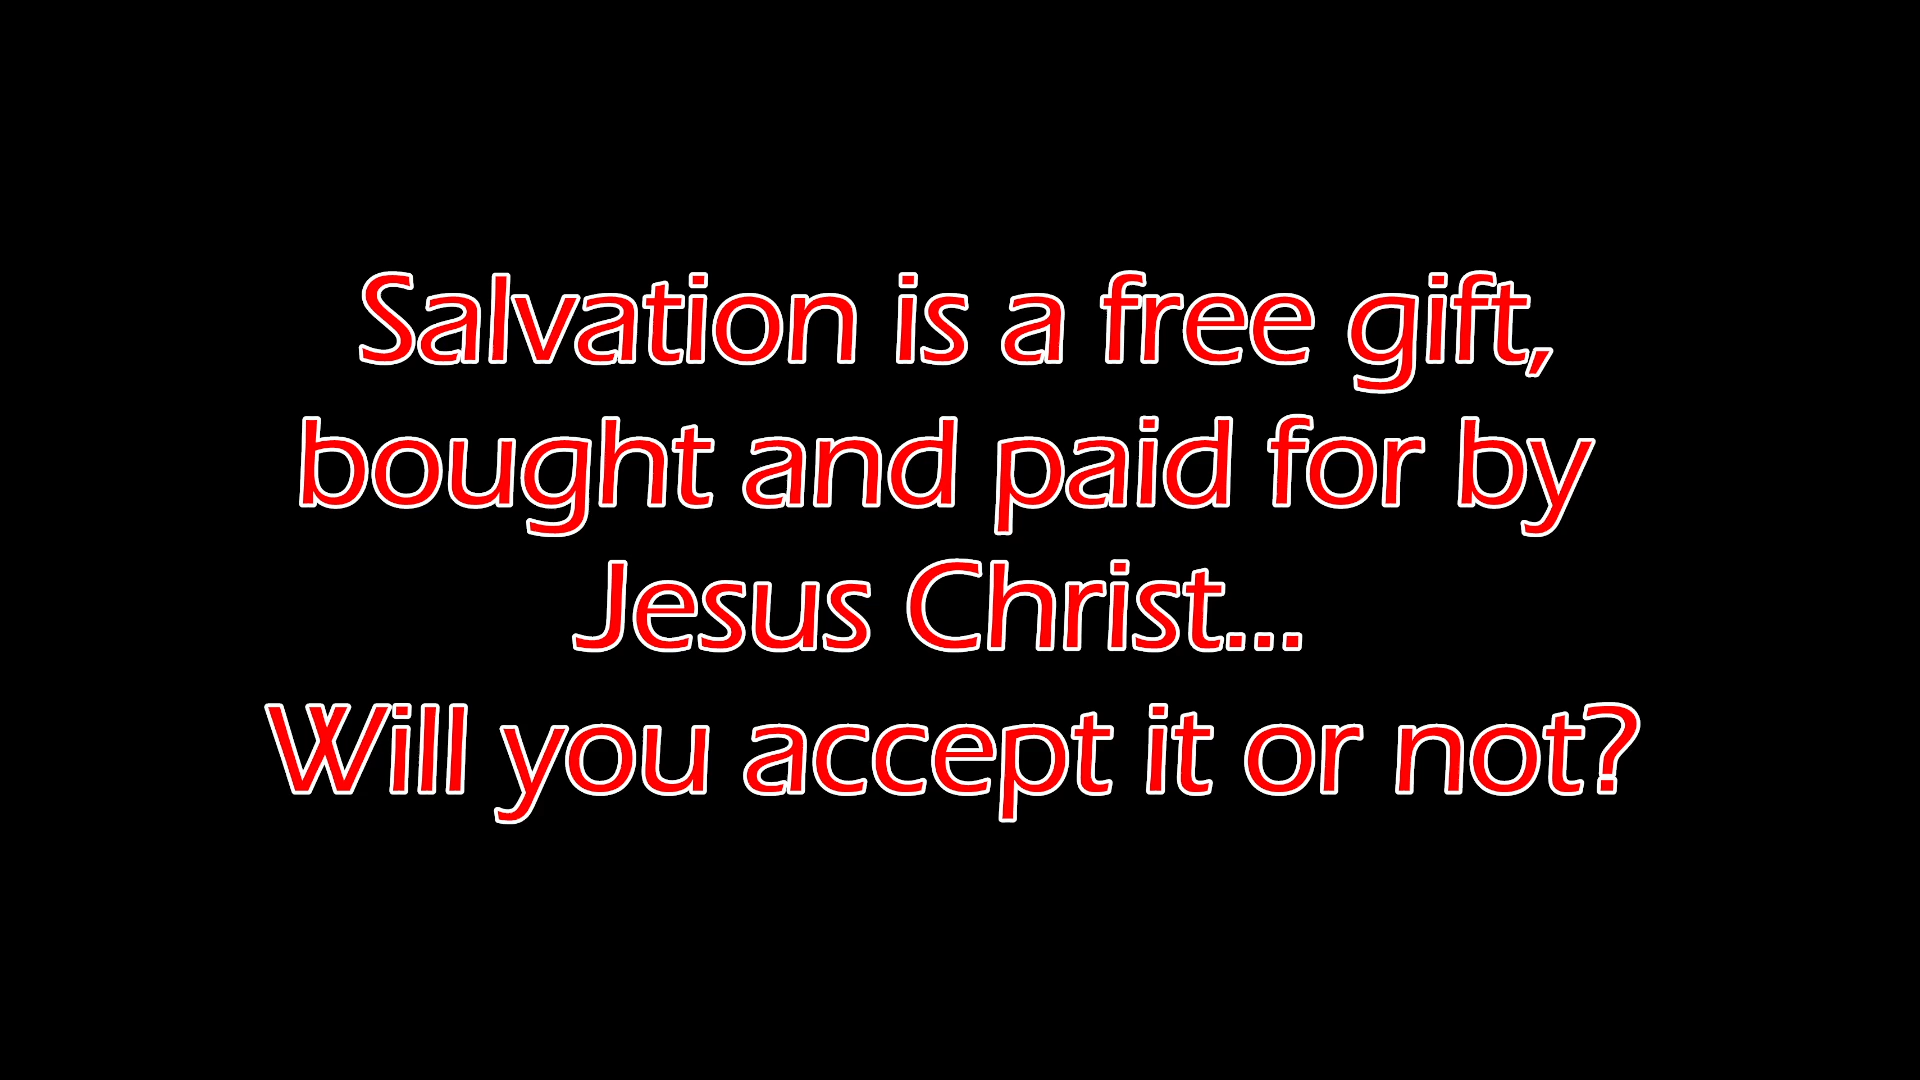 Salvation is a free gift,
bought and paid for by
Jesus Christ...
Will you accept it or not?